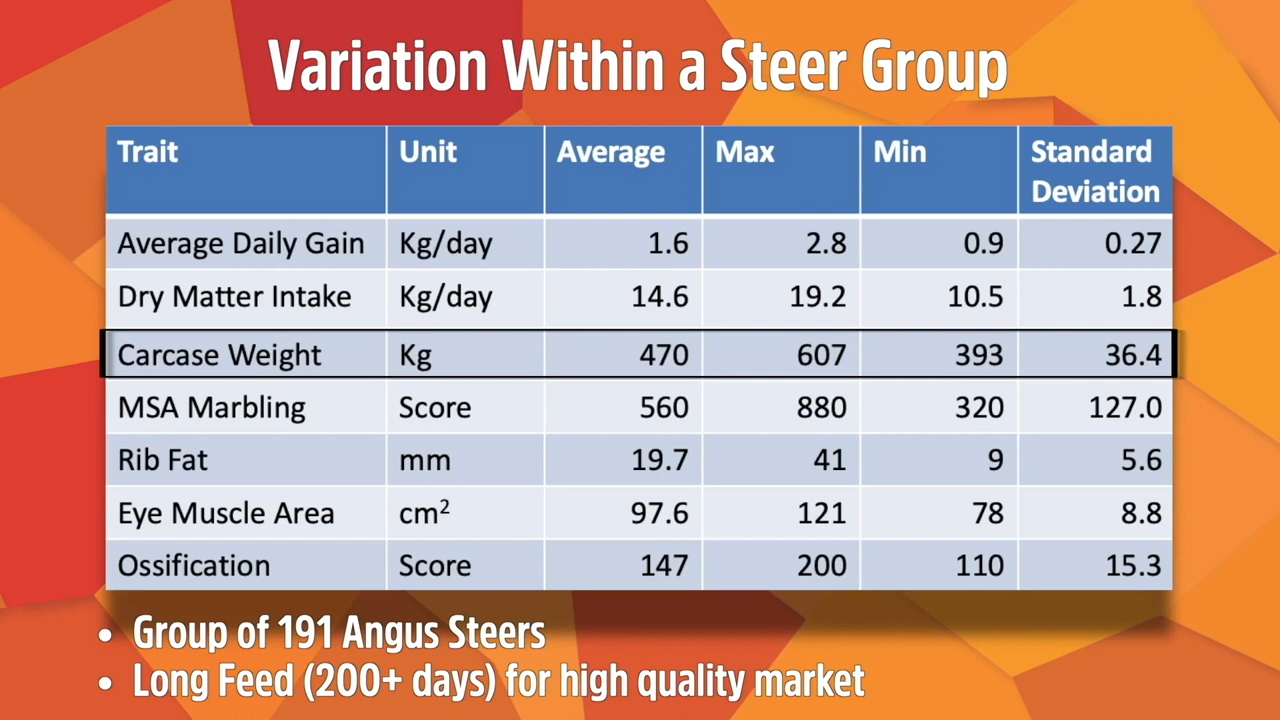 Variation Within a Steer Group
Trait Unit Average Max Min Standard Deviation
Average Daily Gain Kg/day 1.6 2.8 0.9 0.27
Dry Matter Intake Kg/day 14.6 19.2 10.5 1.8
Carcase Weight Kg 470 607 393 36.4
MSA Marbling Score 560 880 320 127.0
Rib Fat mm 19.7 41 9 5.6
Eye Muscle Area cm² 97.6 121 78 8.8
Ossification Score 147 200 110 15.3
• Group of 191 Angus Steers
• Long Feed (200+ days) for high quality market